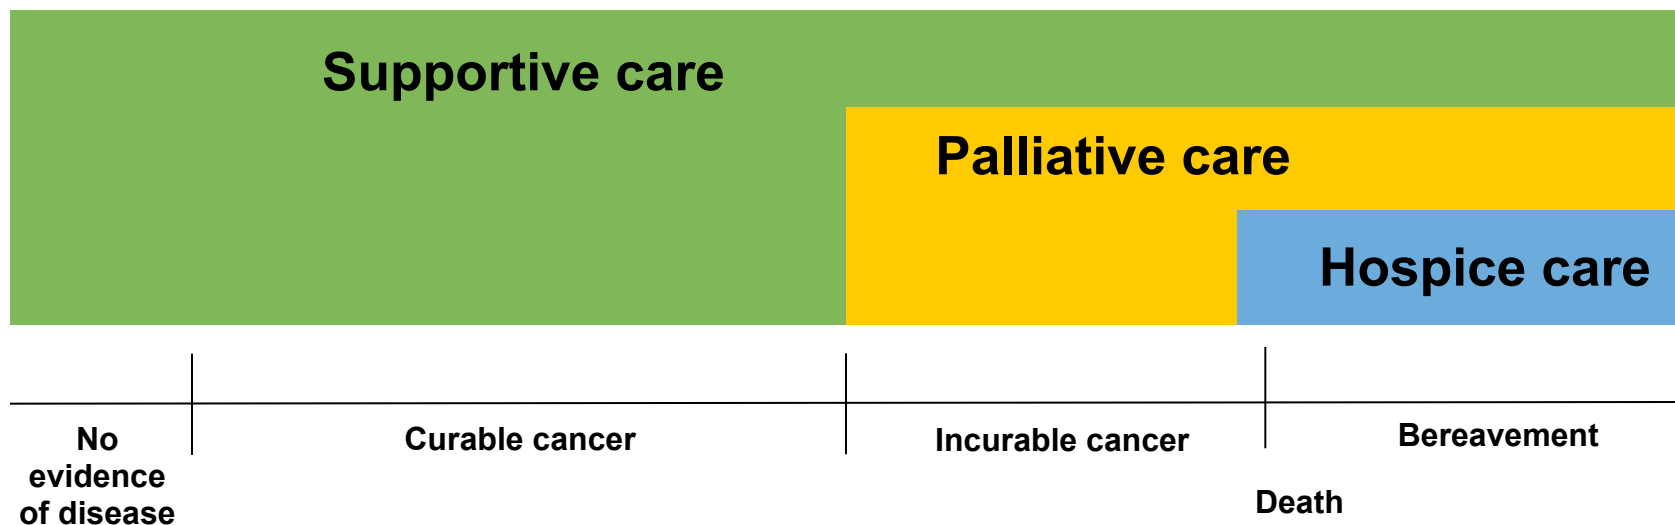 Supportive care
Palliative care
Hospice care
No
evidence
of disease
Curable cancer
Incurable cancer
Bereavement
Death